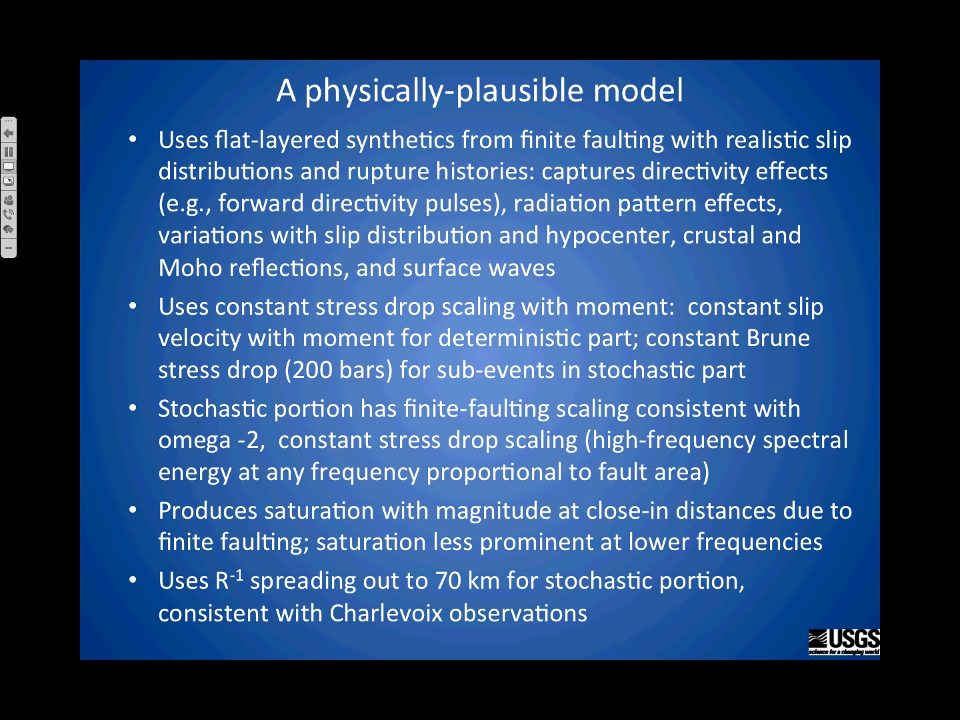 A physically-plausible model
• Uses flat-layered synthetics from finite faulting with realistic slip
distributions and rupture histories: captures directivity effects
(e.g., forward directivity pulses), radiation pattern effects,
variations with slip distribution and hypocenter, crustal and
Moho reflections, and surface waves
• Uses constant stress drop scaling with moment:  constant slip
velocity with moment for deterministic part; constant Brune
stress drop (200 bars) for sub-events in stochastic part
• Stochastic portion has finite-faulting scaling consistent with
omega -2,  constant stress drop scaling (high-frequency spectral
energy at any frequency proportional to fault area)
• Produces saturation with magnitude at close-in distances due to
finite faulting; saturation less prominent at lower frequencies
• Uses R⁻¹ spreading out to 70 km for stochastic portion,
consistent with Charlevoix observations
USGS
science for a changing world